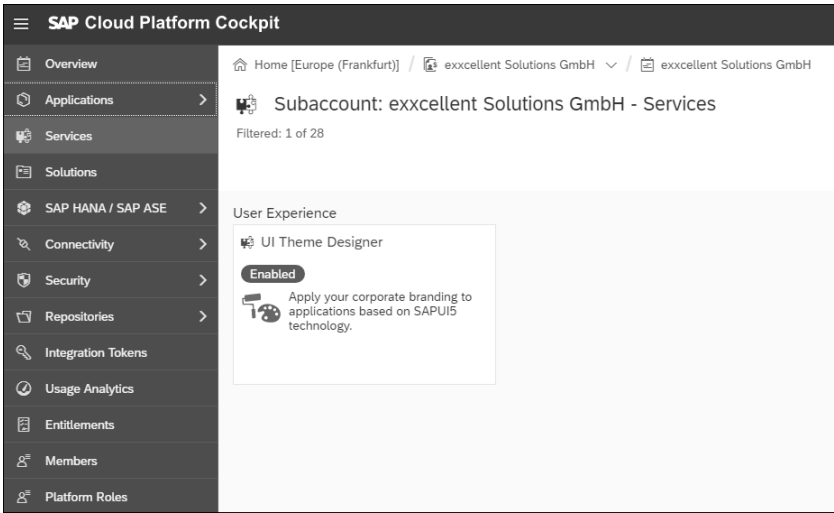 SAP Cloud Platform Cockpit
Overview
Applications
Services
Solutions
SAP HANA / SAP ASE
Connectivity
Security
Repositories
Integration Tokens
Usage Analytics
Entitlements
Members
Platform Roles
Home [Europe (Frankfurt)] / exxcellent Solutions GmbH / exxcellent Solutions GmbH
Subaccount: exxcellent Solutions GmbH - Services
Filtered: 1 of 28
User Experience
UI Theme Designer
Enabled
Apply your corporate branding to
applications based on SAPUI5
technology.